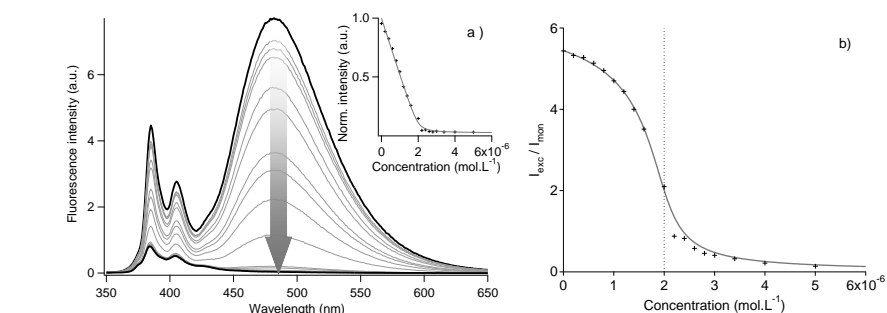 Fluorescence intensity (a.u.)
6
4
2
0
350 400 450 500 550 600 650
Wavelength (nm)
a )
Norm. intensity (a.u.)
1.0
0.5
0 2 4 6x10-6
Concentration (mol.L-1)
b)
Iexc / Imon
6
4
2
0
0 1 2 3 4 5 6x10-6
Concentration (mol.L-1)